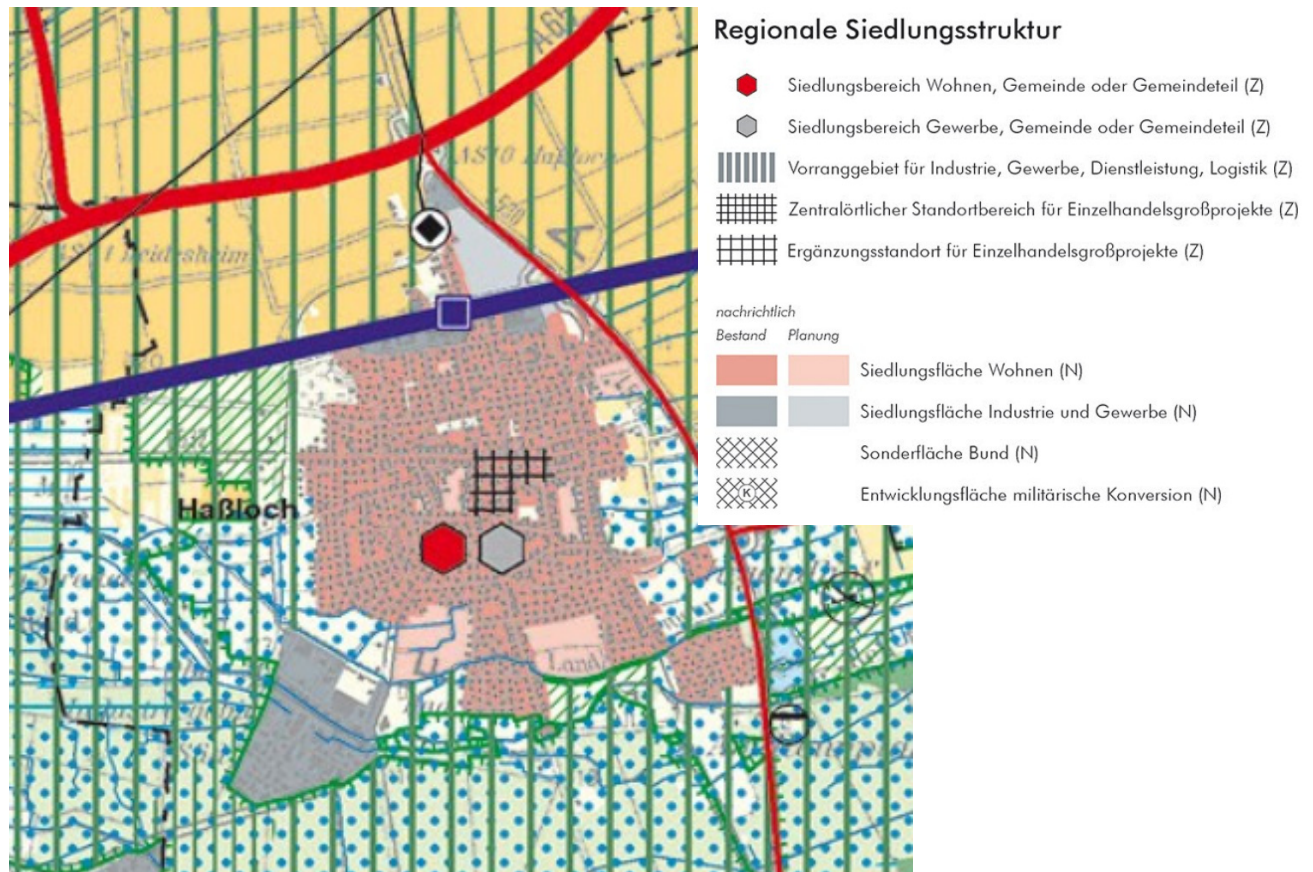 Regionale Siedlungsstruktur
Siedlungsbereich Wohnen, Gemeinde oder Gemeindeteil (Z)
Siedlungsbereich Gewerbe, Gemeinde oder Gemeindeteil (Z)
Vorranggebiet für Industrie, Gewerbe, Dienstleistung, Logistik (Z)
Zentralörtlicher Standortbereich für Einzelhandelsgroßprojekte (Z)
Ergänzungsstandort für Einzelhandelsgroßprojekte (Z)
nachrichtlich
Bestand Planung
Siedlungsfläche Wohnen (N)
Siedlungsfläche Industrie und Gewerbe (N)
Sonderfläche Bund (N)
K
Entwicklungsfläche militärische Konversion (N)
Haßloch
Land